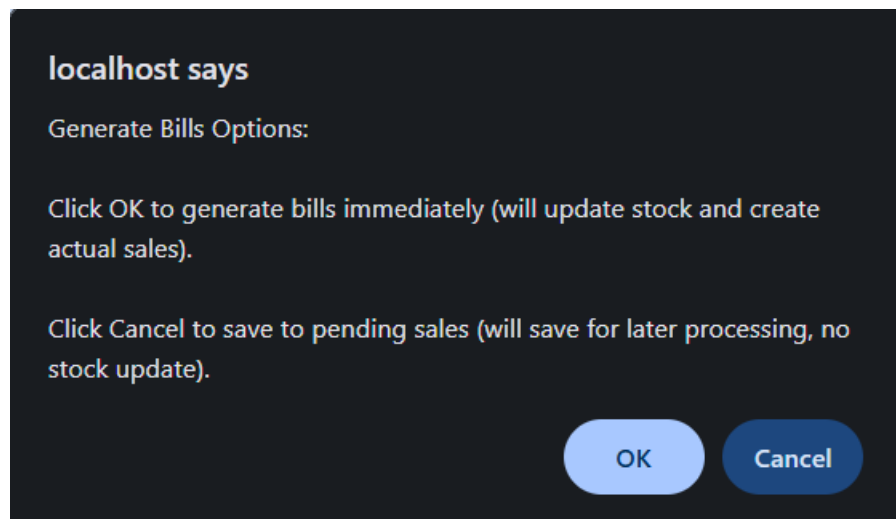 localhost says
Generate Bills Options:
Click OK to generate bills immediately (will update stock and create
actual sales).
Click Cancel to save to pending sales (will save for later processing, no
stock update).
OK
Cancel